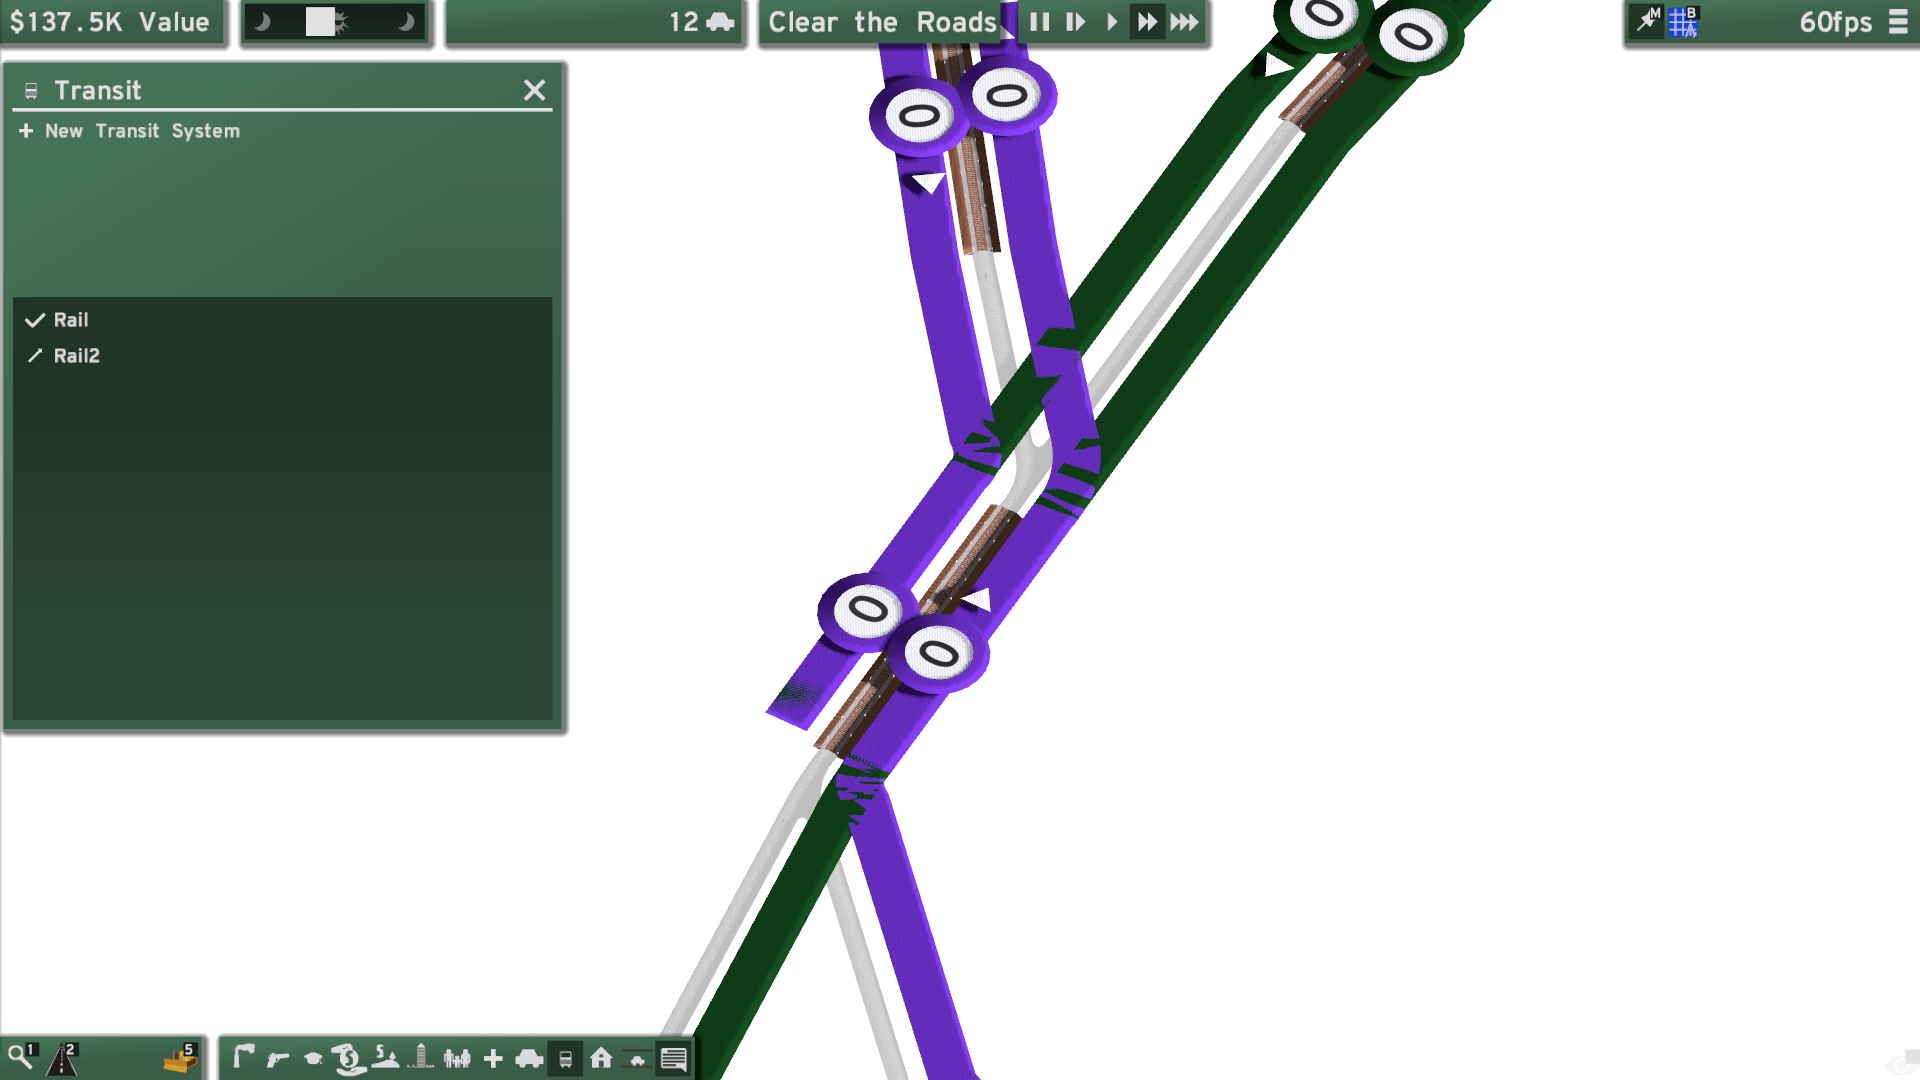 $137.5K Value
12
Clear the Roads
M
B
60fps
Transit
+ New Transit System
Rail
Rail2
0
0
0
0
0
0
1
2
5